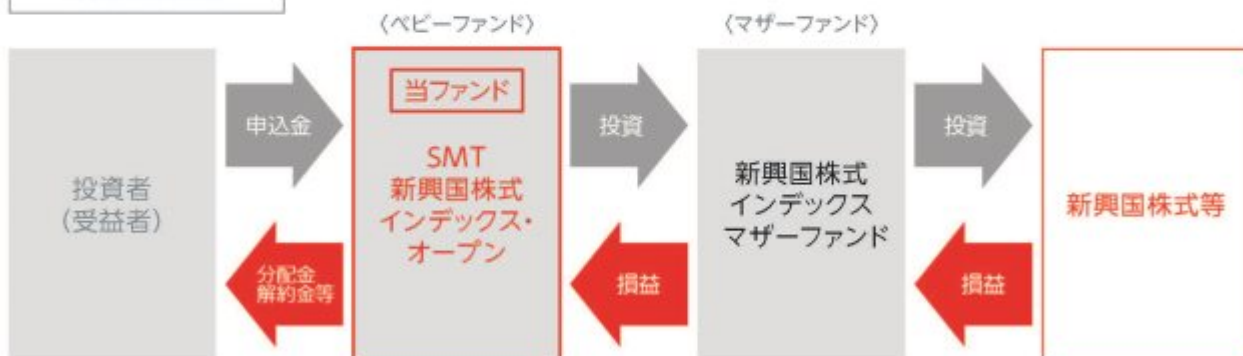 〈ベビーファンド〉
〈マザーファンド〉
投資者
（受益者）
申込金
分配金
解約金等
当ファンド
SMT
新興国株式
インデックス・
オープン
投資
損益
新興国株式
インデックス
マザーファンド
投資
損益
新興国株式等